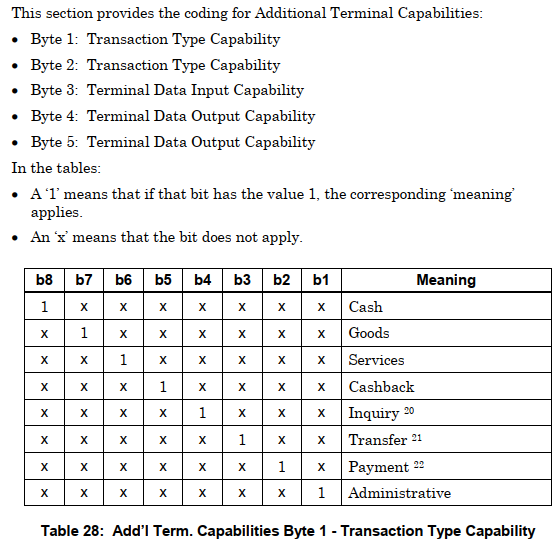 This section provides the coding for Additional Terminal Capabilities:
• Byte 1: Transaction Type Capability
• Byte 2: Transaction Type Capability
• Byte 3: Terminal Data Input Capability
• Byte 4: Terminal Data Output Capability
• Byte 5: Terminal Data Output Capability
In the tables:
• A ‘1’ means that if that bit has the value 1, the corresponding ‘meaning’
applies.
• An ‘x’ means that the bit does not apply.
b8 b7 b6 b5 b4 b3 b2 b1 Meaning
1 x x x x x x x Cash
x 1 x x x x x x Goods
x x 1 x x x x x Services
x x x 1 x x x x Cashback
x x x x 1 x x x Inquiry 20
x x x x x 1 x x Transfer 21
x x x x x x 1 x Payment 22
x x x x x x x 1 Administrative
Table 28: Add’l Term. Capabilities Byte 1 - Transaction Type Capability